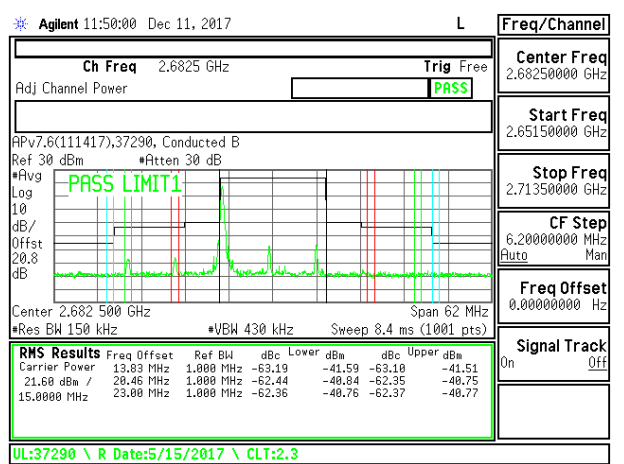 Agilent 11:50:00 Dec 11, 2017 L
Freq/Channel
Ch Freq 2.6825 GHz Trig Free
Adj Channel Power PASS
Center Freq
2.68250000 GHz
Start Freq
2.65150000 GHz
Stop Freq
2.71350000 GHz
CF Step
6.20000000 MHz
Auto Man
Freq Offset
0.00000000 Hz
Signal Track
On Off
APv7.6(111417),37290, Conducted B
Ref 30 dBm #Atten 30 dB
#Avg
Log
10
dB/
Offst
20.8
dB
PASS LIMIT1
Center 2.682 500 GHz Span 62 MHz
#Res BW 150 kHz #VBW 430 kHz Sweep 8.4 ms (1001 pts)
RMS Results Freq Offset Ref BW dBc Lower dBm dBc Upper dBm
Carrier Power 13.83 MHz 1.000 MHz -63.19 -41.59 -63.10 -41.51
21.60 dBm / 20.46 MHz 1.000 MHz -62.44 -40.84 -62.35 -40.75
15.0000 MHz 23.00 MHz 1.000 MHz -62.36 -40.76 -62.37 -40.77
UL:37290 \ R Date:5/15/2017 \ CLT:2.3